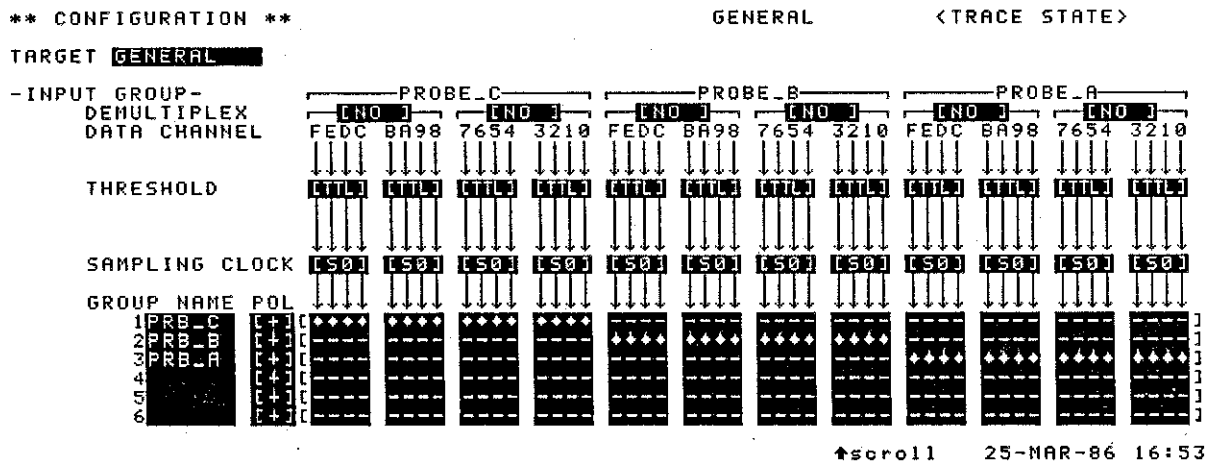 ** CONFIGURATION ** GENERAL <TRACE STATE>
TARGET GENERAL
-INPUT GROUP- PROBE_C PROBE_B PROBE_A
DEMULTIPLEX [NO ] [NO ] [NO ] [NO ] [NO ] [NO ]
DATA CHANNEL FEDC BA98 7654 3210 FEDC BA98 7654 3210 FEDC BA98 7654 3210
↓↓↓↓ ↓↓↓↓ ↓↓↓↓ ↓↓↓↓ ↓↓↓↓ ↓↓↓↓ ↓↓↓↓ ↓↓↓↓ ↓↓↓↓ ↓↓↓↓ ↓↓↓↓ ↓↓↓↓
THRESHOLD [TTL] [TTL] [TTL] [TTL] [TTL] [TTL] [TTL] [TTL] [TTL] [TTL] [TTL] [TTL]
SAMPLING CLOCK [S0] [S0] [S0] [S0] [S0] [S0] [S0] [S0] [S0] [S0] [S0] [S0]
GROUP NAME POL ↓↓↓↓ ↓↓↓↓ ↓↓↓↓ ↓↓↓↓ ↓↓↓↓ ↓↓↓↓ ↓↓↓↓ ↓↓↓↓ ↓↓↓↓ ↓↓↓↓ ↓↓↓↓ ↓↓↓↓
1 PRB_C [+] [♦♦♦♦ ♦♦♦♦ ♦♦♦♦ ♦♦♦♦ ---- ---- ---- ---- ---- ---- ---- ----]
2 PRB_B [+] [---- ---- ---- ---- ♦♦♦♦ ♦♦♦♦ ♦♦♦♦ ♦♦♦♦ ---- ---- ---- ----]
3 PRB_A [+] [---- ---- ---- ---- ---- ---- ---- ---- ♦♦♦♦ ♦♦♦♦ ♦♦♦♦ ♦♦♦♦]
4 [+] [---- ---- ---- ---- ---- ---- ---- ---- ---- ---- ---- ----]
5 [+] [---- ---- ---- ---- ---- ---- ---- ---- ---- ---- ---- ----]
6 [+] [---- ---- ---- ---- ---- ---- ---- ---- ---- ---- ---- ----]
↑scroll 25-MAR-86 16:53